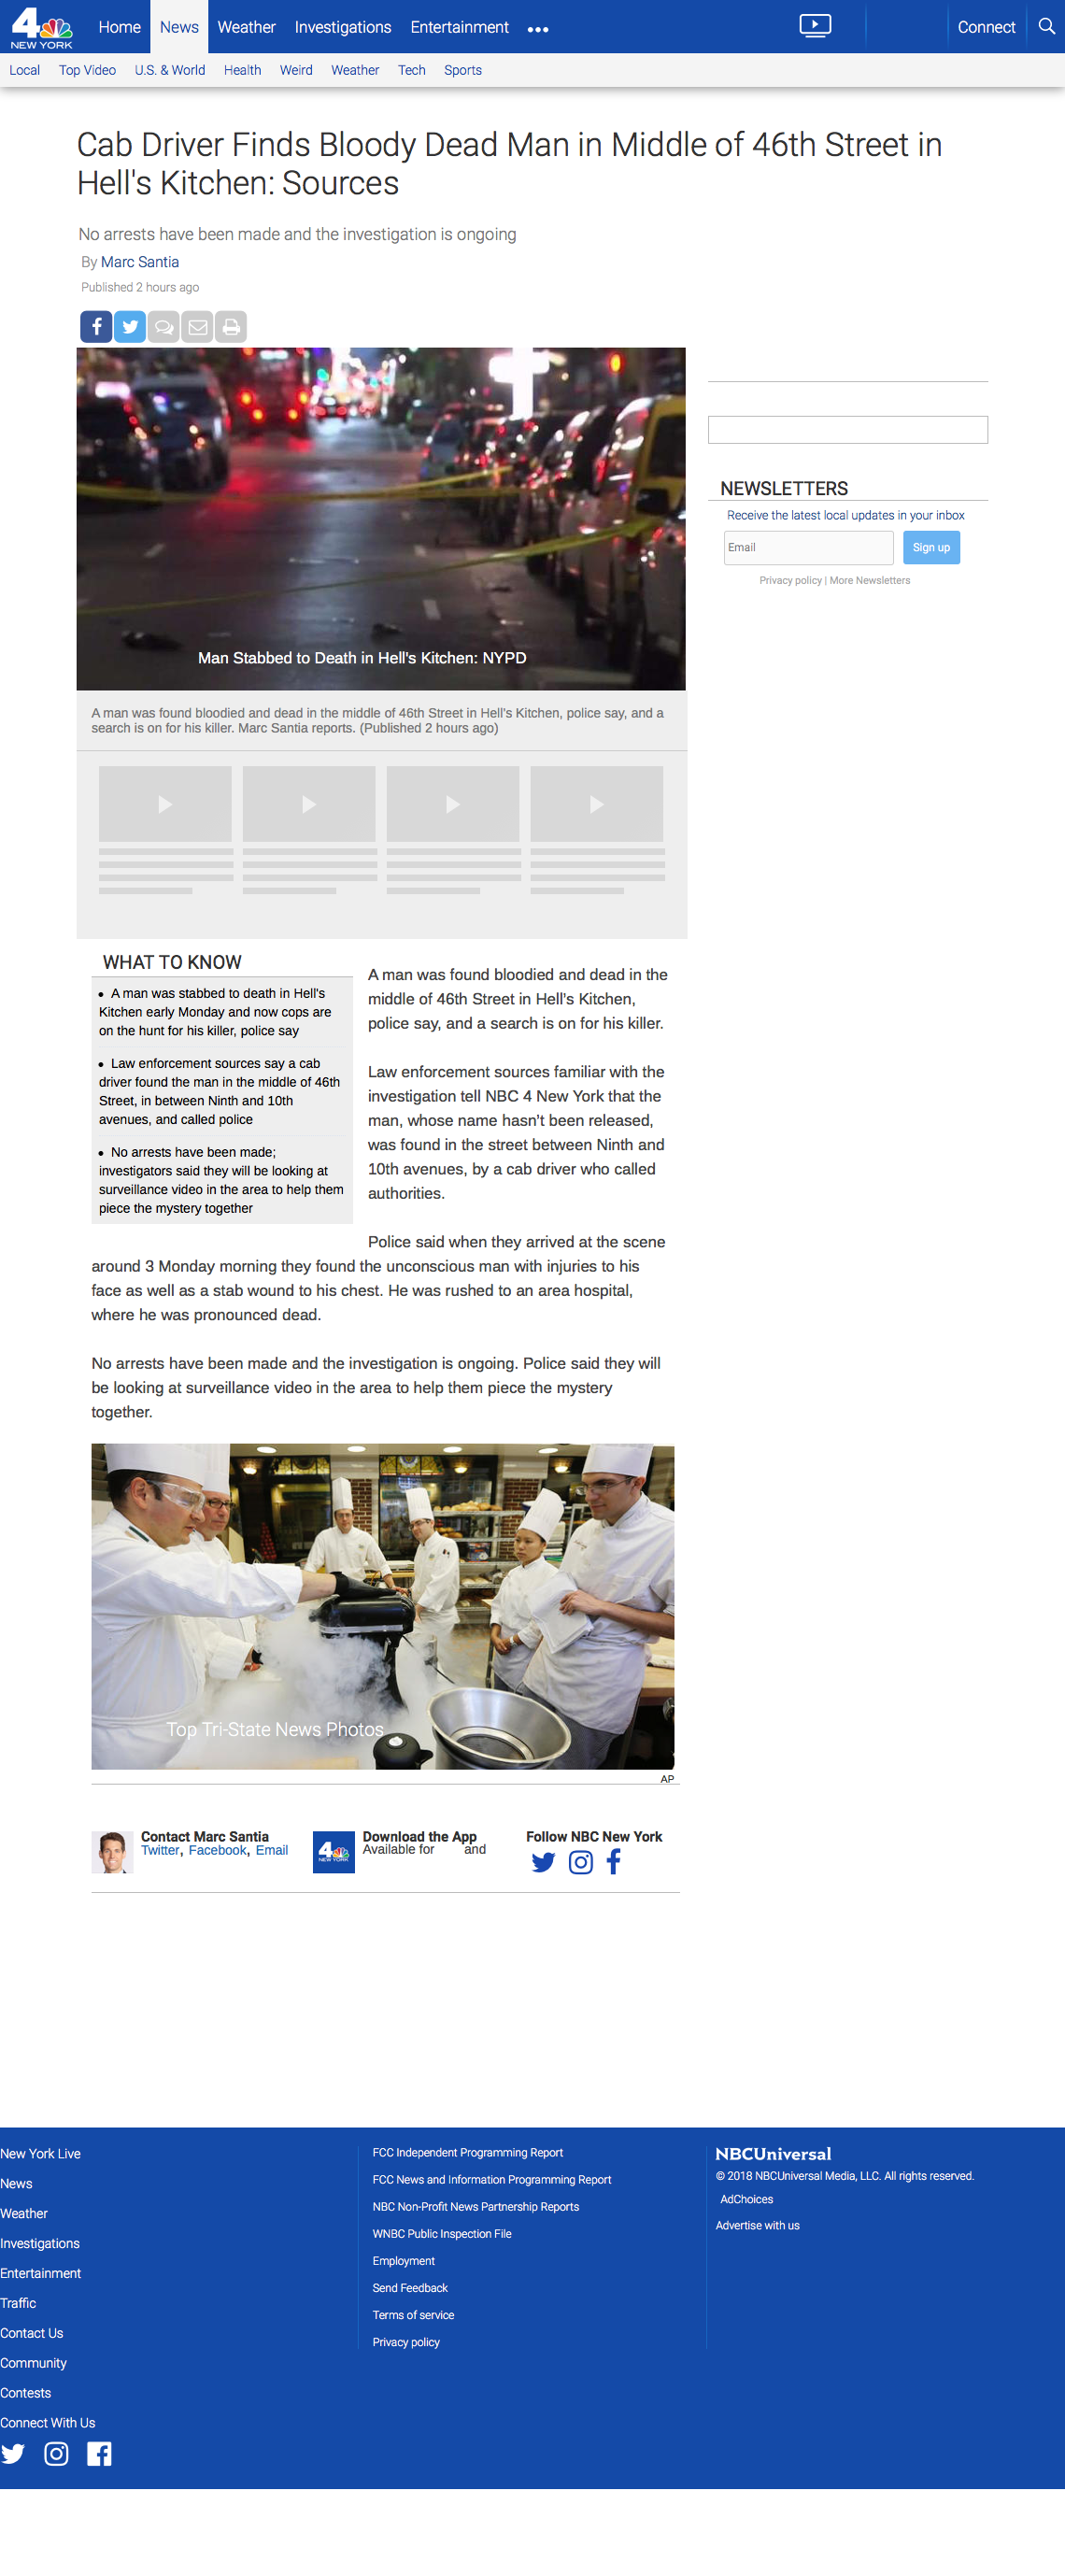 4
NEW YORK
Home
News
Weather
Investigations
Entertainment
Connect
Local
Top Video
U.S. & World
Health
Weird
Weather
Tech
Sports
Cab Driver Finds Bloody Dead Man in Middle of 46th Street in
Hell's Kitchen: Sources
No arrests have been made and the investigation is ongoing
By Marc Santia
Published 2 hours ago
Man Stabbed to Death in Hell's Kitchen: NYPD
A man was found bloodied and dead in the middle of 46th Street in Hell's Kitchen, police say, and a
search is on for his killer. Marc Santia reports. (Published 2 hours ago)
NEWSLETTERS
Receive the latest local updates in your inbox
Email
Sign up
Privacy policy | More Newsletters
WHAT TO KNOW
• A man was stabbed to death in Hell's
Kitchen early Monday and now cops are
on the hunt for his killer, police say
• Law enforcement sources say a cab
driver found the man in the middle of 46th
Street, in between Ninth and 10th
avenues, and called police
• No arrests have been made;
investigators said they will be looking at
surveillance video in the area to help them
piece the mystery together
A man was found bloodied and dead in the
middle of 46th Street in Hell's Kitchen,
police say, and a search is on for his killer.
Law enforcement sources familiar with the
investigation tell NBC 4 New York that the
man, whose name hasn't been released,
was found in the street between Ninth and
10th avenues, by a cab driver who called
authorities.
Police said when they arrived at the scene
around 3 Monday morning they found the unconscious man with injuries to his
face as well as a stab wound to his chest. He was rushed to an area hospital,
where he was pronounced dead.
No arrests have been made and the investigation is ongoing. Police said they will
be looking at surveillance video in the area to help them piece the mystery
together.
Top Tri-State News Photos
AP
Contact Marc Santia
Twitter, Facebook, Email
4
NEW YORK
Download the App
Available for and
Follow NBC New York
New York Live
News
Weather
Investigations
Entertainment
Traffic
Contact Us
Community
Contests
Connect With Us
FCC Independent Programming Report
FCC News and Information Programming Report
NBC Non-Profit News Partnership Reports
WNBC Public Inspection File
Employment
Send Feedback
Terms of service
Privacy policy
NBCUniversal
© 2018 NBCUniversal Media, LLC. All rights reserved.
AdChoices
Advertise with us